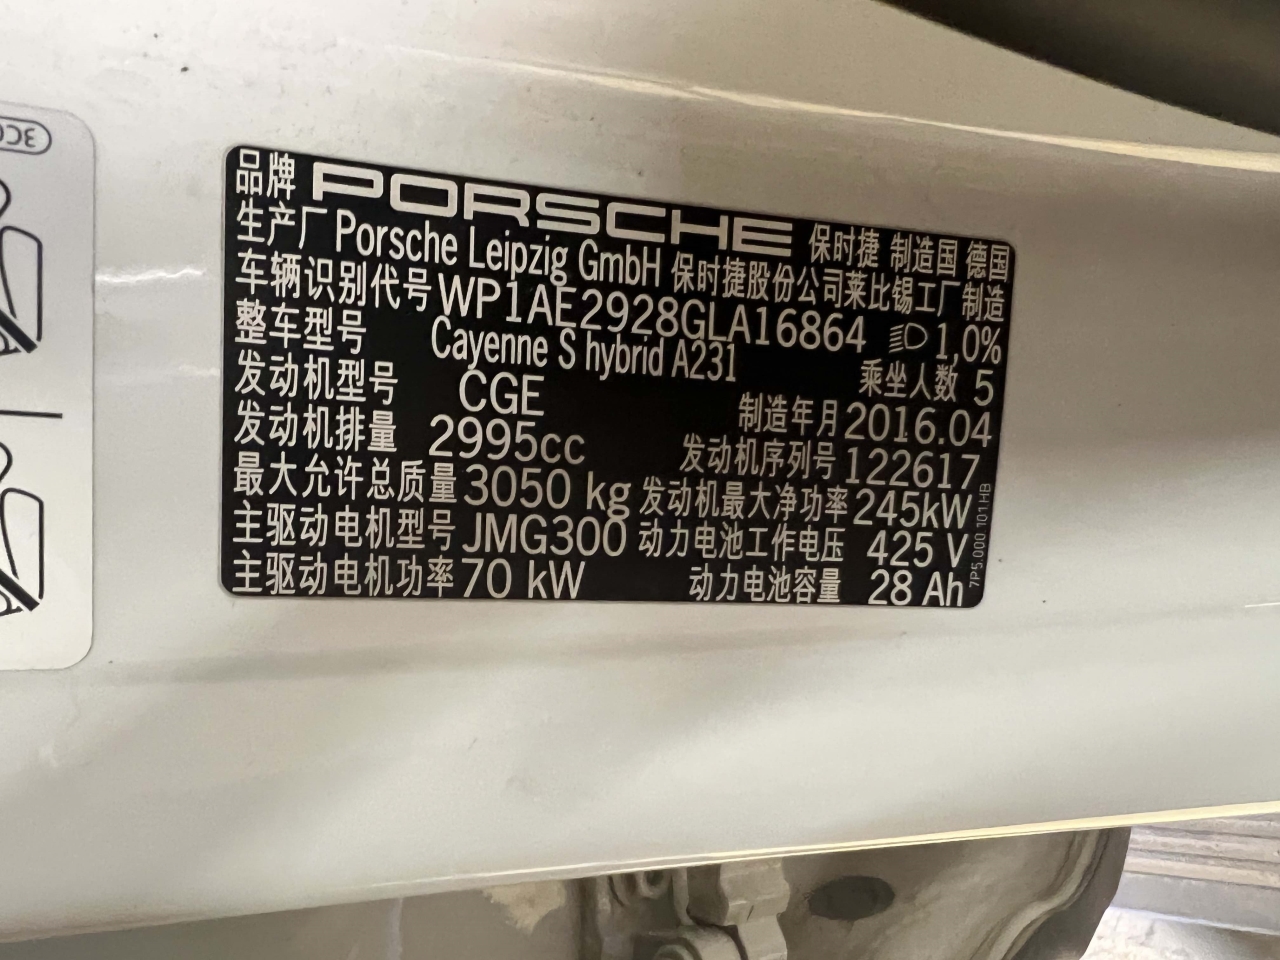 品牌 PORSCHE 保时捷 制造国 德国
生产厂 Porsche Leipzig GmbH 保时捷股份公司莱比锡工厂制造
车辆识别代号 WP1AE2928GLA16864 1,0%
整车型号 Cayenne S hybrid A231 乘坐人数 5
发动机型号 CGE 制造年月 2016.04
发动机排量 2995cc 发动机序列号 122617
最大允许总质量 3050 kg 发动机最大净功率 245kW
主驱动电机型号 JMG300 动力电池工作电压 425 V
主驱动电机功率 70 kW 动力电池容量 28 Ah
7P5.000.101.HB